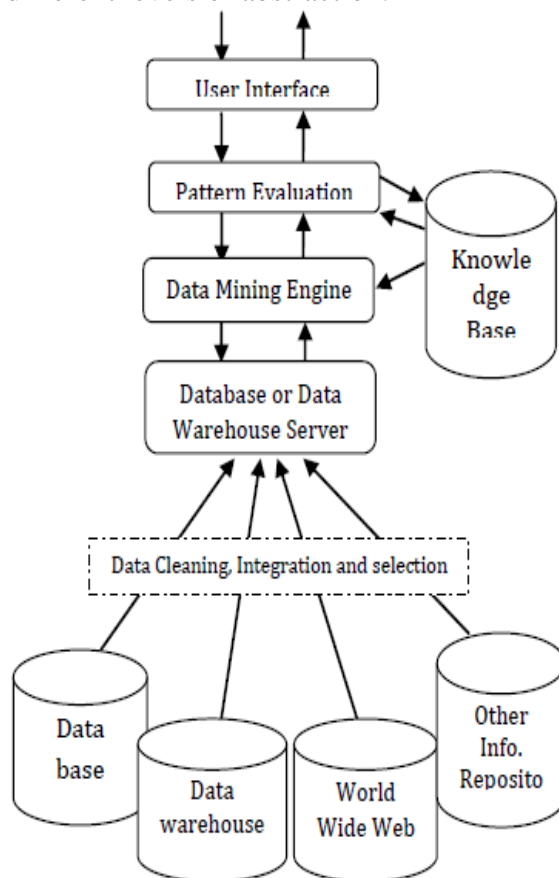 User Interface
Pattern Evaluation
Knowle
dge
Base
Data Mining Engine
Database or Data
Warehouse Server
Data Cleaning, Integration and selection
Data
base
Data
warehouse
World
Wide Web
Other
Info.
Reposito